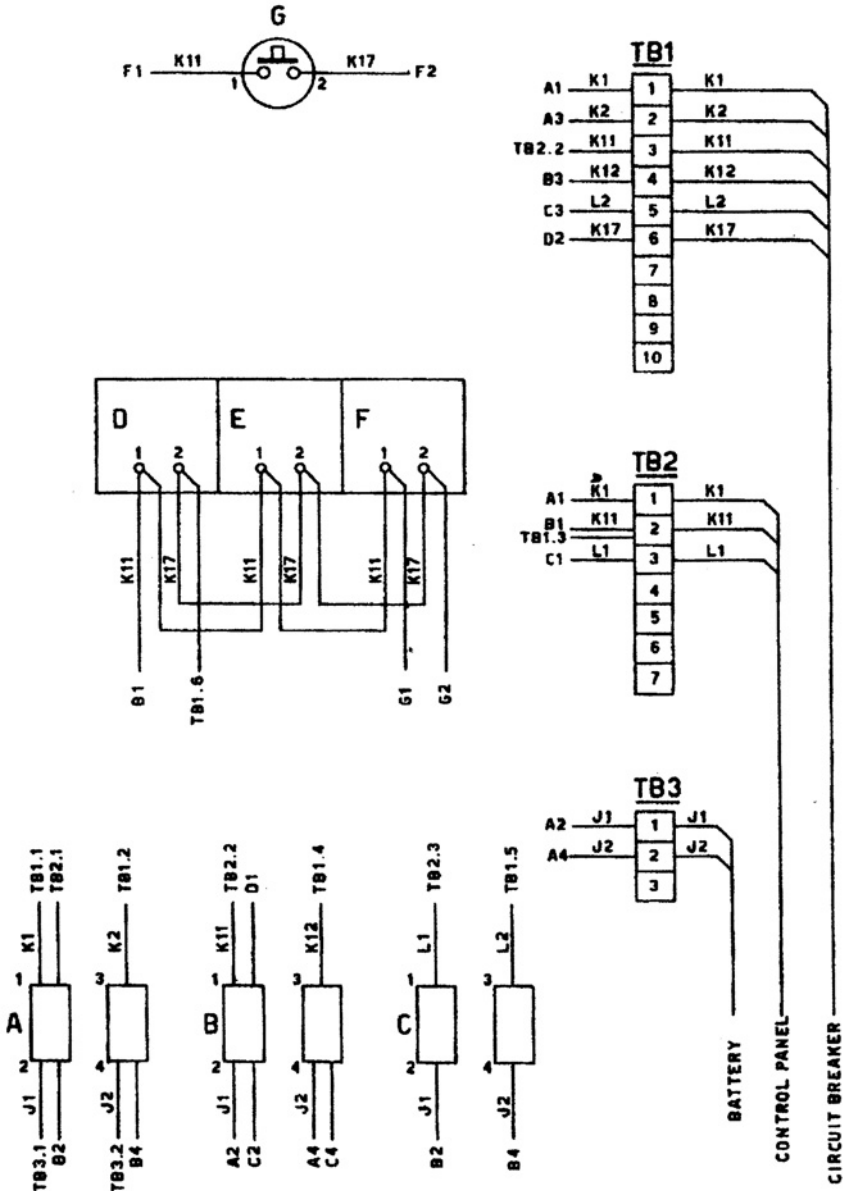 G
F1 K11 1 2 K17 F2
TB1
A1 K1 1 K1
A3 K2 2 K2
TB2.2 K11 3 K11
B3 K12 4 K12
C3 L2 5 L2
D2 K17 6 K17
7
8
9
10
D E F
1 2 1 2 1 2
K11 K17 K11 K17 K11 K17
B1 TB1.6 G1 G2
TB2
A1 K1 1 K1
B1 K11 2 K11
TB1.3
C1 L1 3 L1
4
5
6
7
TB3
A2 J1 1 J1
A4 J2 2 J2
3
TB1.1 TB2.1 TB1.2 TB2.2 D1 TB1.4 TB2.3 TB1.5
K1 K2 K11 K12 L1 L2
1 3 1 3 1 3
A B C
2 4 2 4 2 4
J1 J2 J1 J2 J1 J2
TB3.1 B2 TB3.2 B4 A2 C2 A4 C4 B2 B4
BATTERY
CONTROL PANEL
CIRCUIT BREAKER